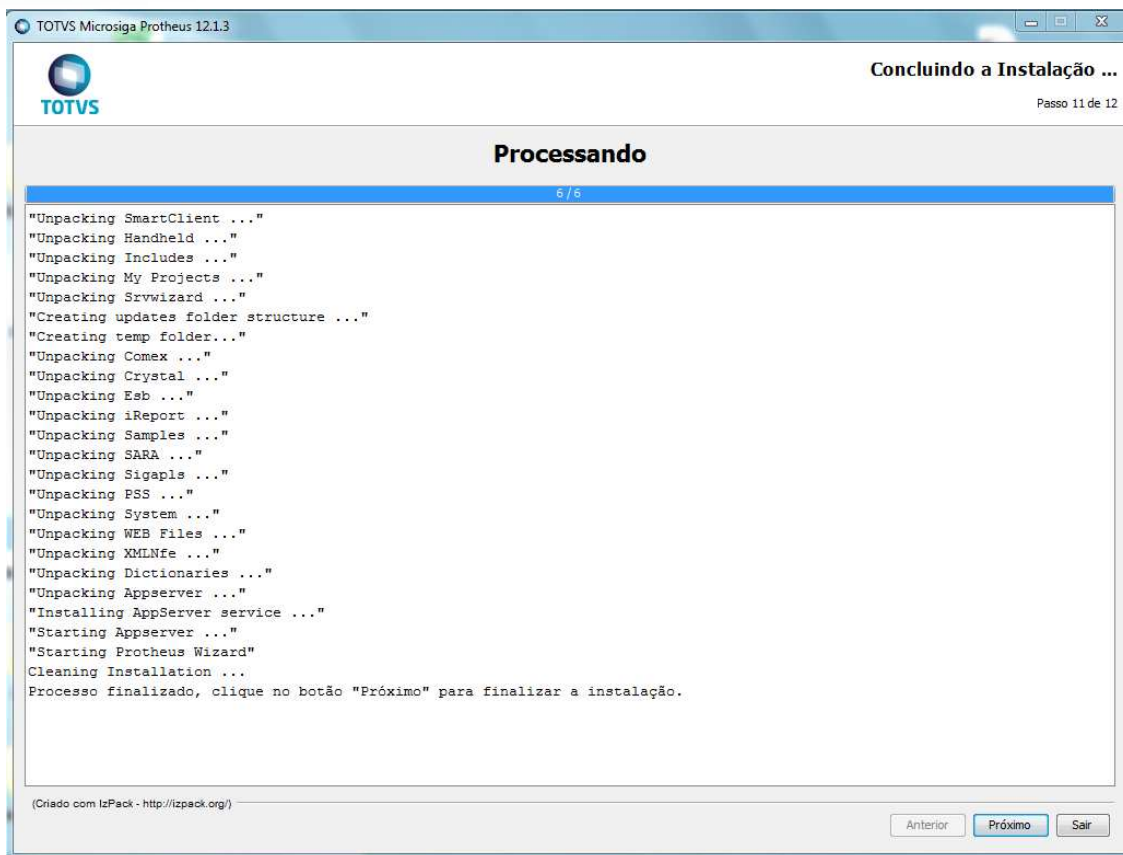 TOTVS Microsiga Protheus 12.1.3
TOTVS
Concluindo a Instalação ...
Passo 11 de 12
Processando
6 / 6
"Unpacking SmartClient ..."
"Unpacking Handheld ..."
"Unpacking Includes ..."
"Unpacking My Projects ..."
"Unpacking Srvwizard ..."
"Creating updates folder structure ..."
"Creating temp folder..."
"Unpacking Comex ..."
"Unpacking Crystal ..."
"Unpacking Esb ..."
"Unpacking iReport ..."
"Unpacking Samples ..."
"Unpacking SARA ..."
"Unpacking Sigapls ..."
"Unpacking PSS ..."
"Unpacking System ..."
"Unpacking WEB Files ..."
"Unpacking XMLNfe ..."
"Unpacking Dictionaries ..."
"Unpacking Appserver ..."
"Installing AppServer service ..."
"Starting Appserver ..."
"Starting Protheus Wizard"
Cleaning Installation ...
Processo finalizado, clique no botão "Próximo" para finalizar a instalação.
(Criado com IzPack - http://izpack.org/)
Anterior Próximo Sair